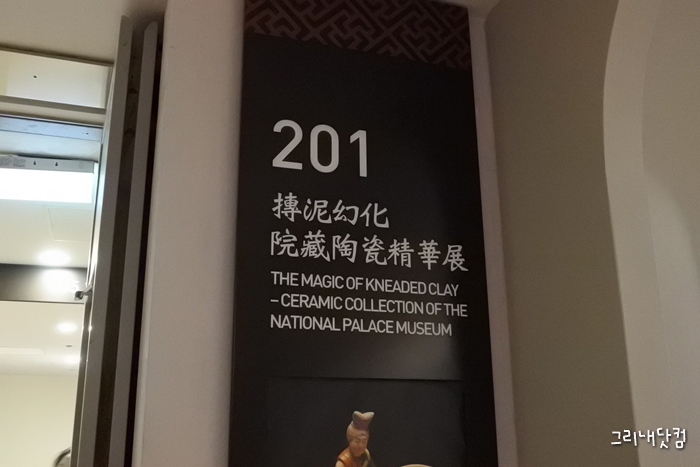 201
摶泥幻化
院藏陶瓷精華展
THE MAGIC OF KNEADED CLAY
– CERAMIC COLLECTION OF THE
NATIONAL PALACE MUSEUM
그리내닷컴